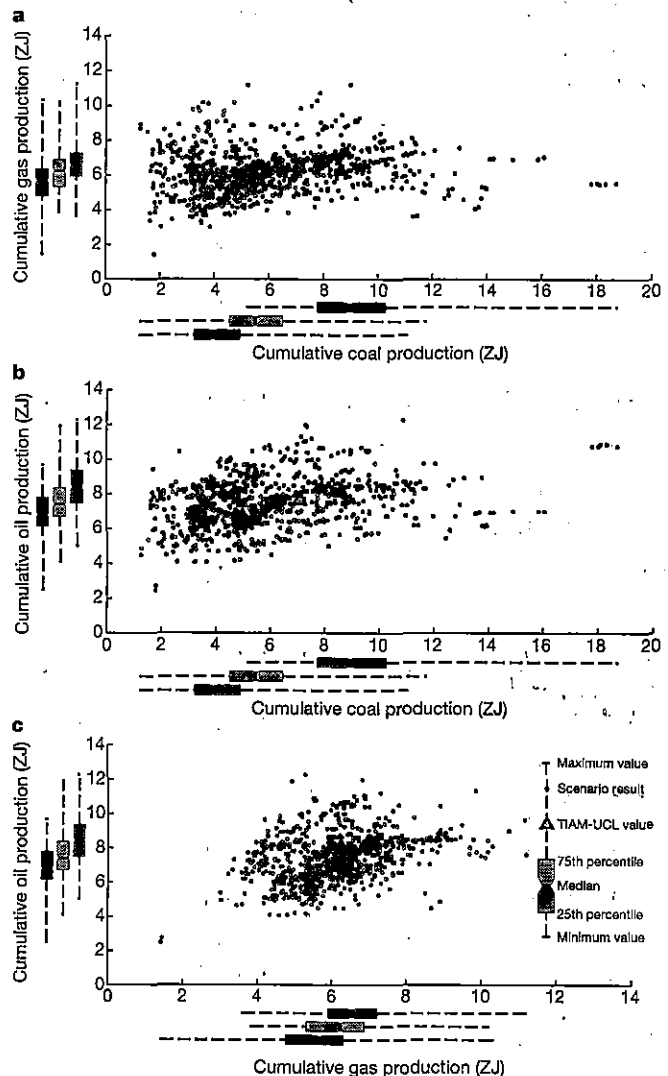 a
Cumulative gas production (ZJ)
14
12
10
8
6
4
2
0
0 2 4 6 8 10 12 14 16 18 20
Cumulative coal production (ZJ)
b
Cumulative oil production (ZJ)
14
12
10
8
6
4
2
0
0 2 4 6 8 10 12 14 16 18 20
Cumulative coal production (ZJ)
c
Cumulative oil production (ZJ)
14
12
10
8
6
4
2
0
0 2 4 6 8 10 12 14
Cumulative gas production (ZJ)
Maximum value
Scenario result
TIAM-UCL value
75th percentile
Median
25th percentile
Minimum value